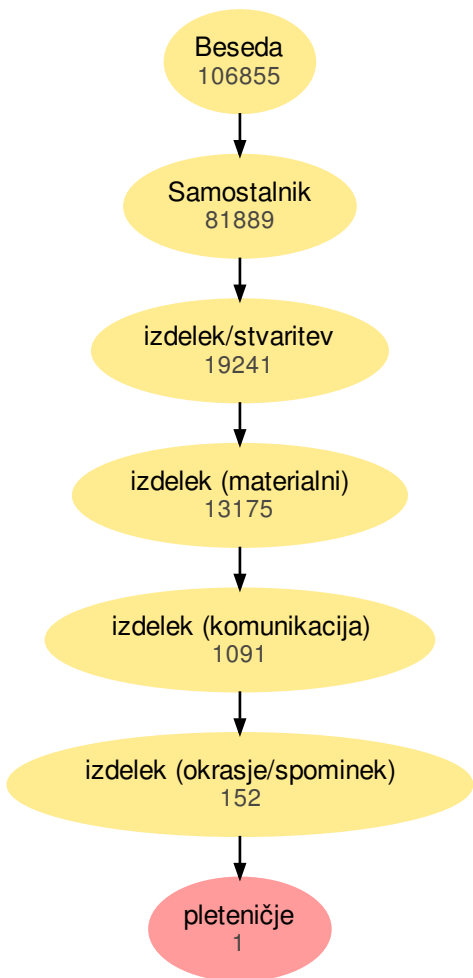 Beseda
106855
Samostalnik
81889
izdelek/stvaritev
19241
izdelek (materialni)
13175
izdelek (komunikacija)
1091
izdelek (okrasje/spominek)
152
pleteničje
1